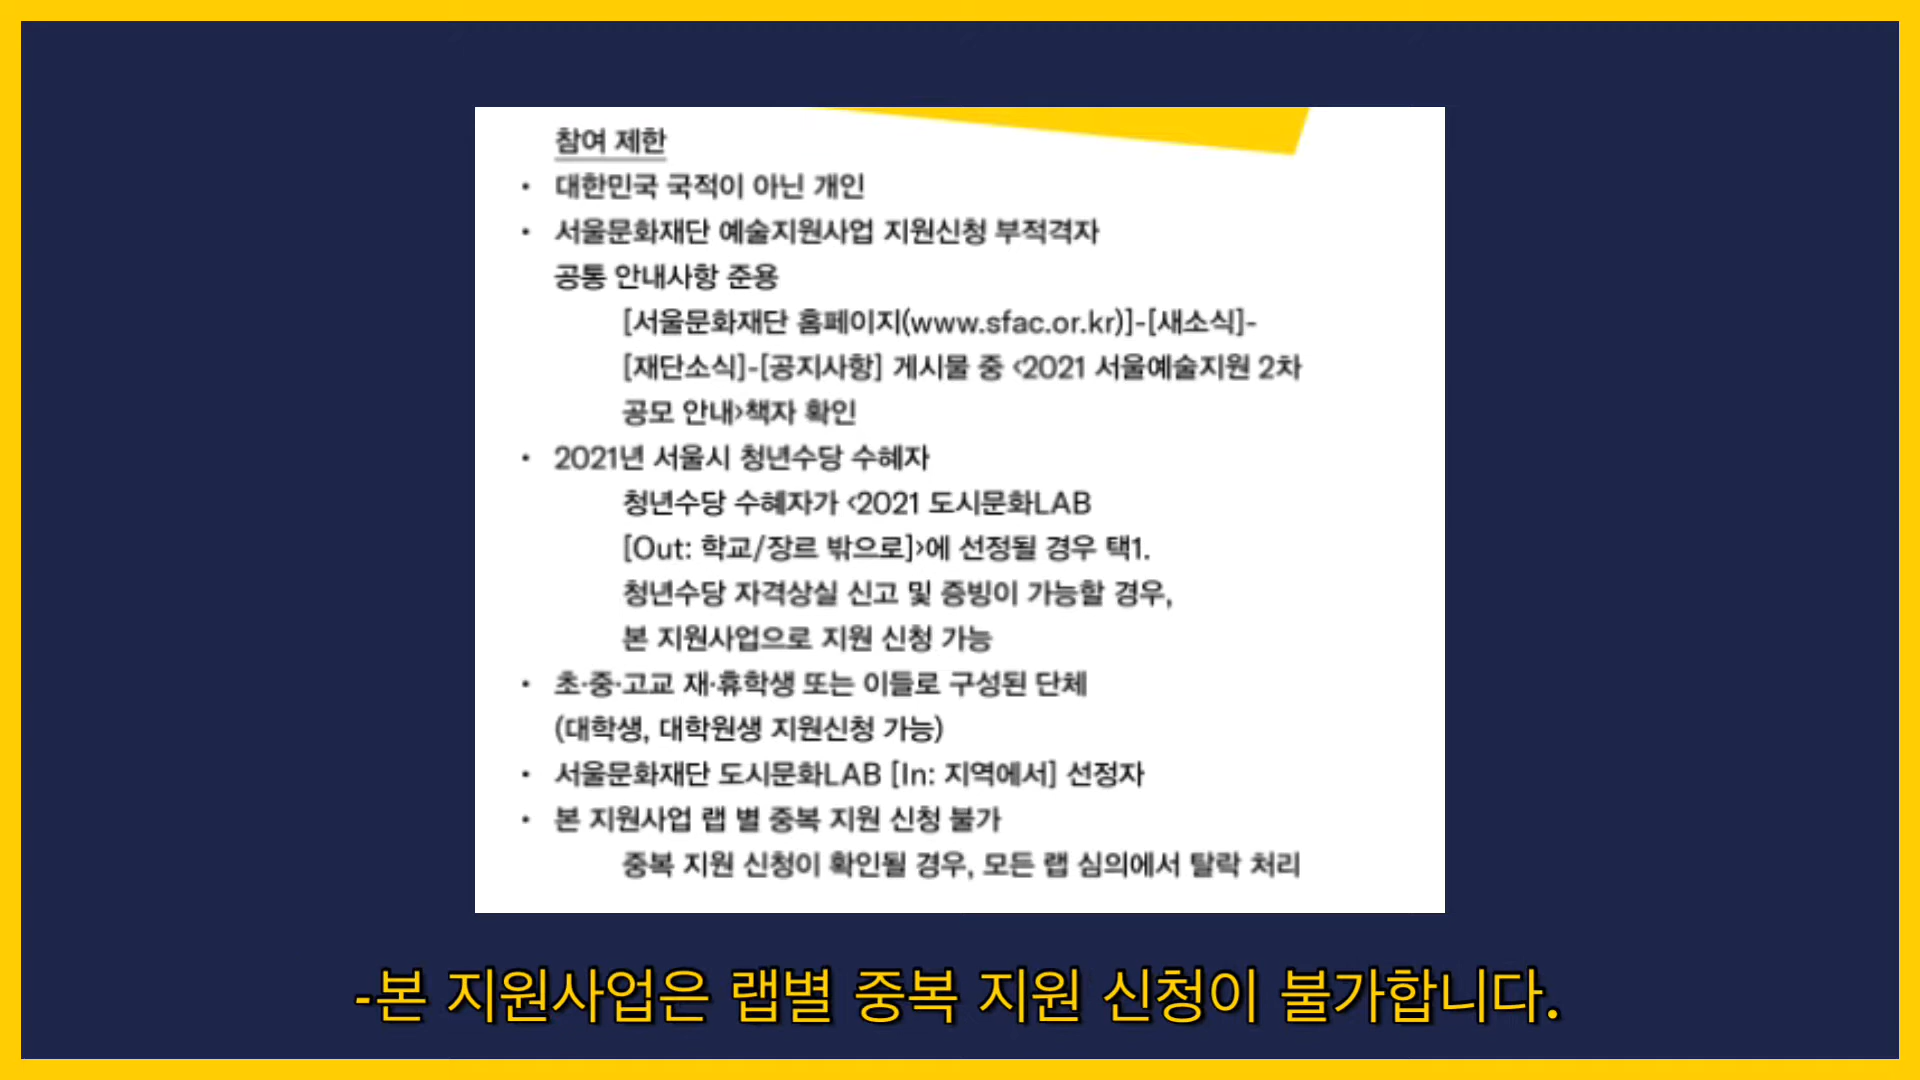 참여 제한
• 대한민국 국적이 아닌 개인
• 서울문화재단 예술지원사업 지원신청 부적격자
공통 안내사항 준용
[서울문화재단 홈페이지(www.sfac.or.kr)]-[새소식]-
[재단소식]-[공지사항] 게시물 중 <2021 서울예술지원 2차
공모 안내>책자 확인
• 2021년 서울시 청년수당 수혜자
청년수당 수혜자가 <2021 도시문화LAB
[Out: 학교/장르 밖으로]>에 선정될 경우 택1.
청년수당 자격상실 신고 및 증빙이 가능할 경우,
본 지원사업으로 지원 신청 가능
• 초·중·고교 재·휴학생 또는 이들로 구성된 단체
(대학생, 대학원생 지원신청 가능)
• 서울문화재단 도시문화LAB [In: 지역에서] 선정자
• 본 지원사업 랩 별 중복 지원 신청 불가
중복 지원 신청이 확인될 경우, 모든 랩 심의에서 탈락 처리
-본 지원사업은 랩별 중복 지원 신청이 불가합니다.